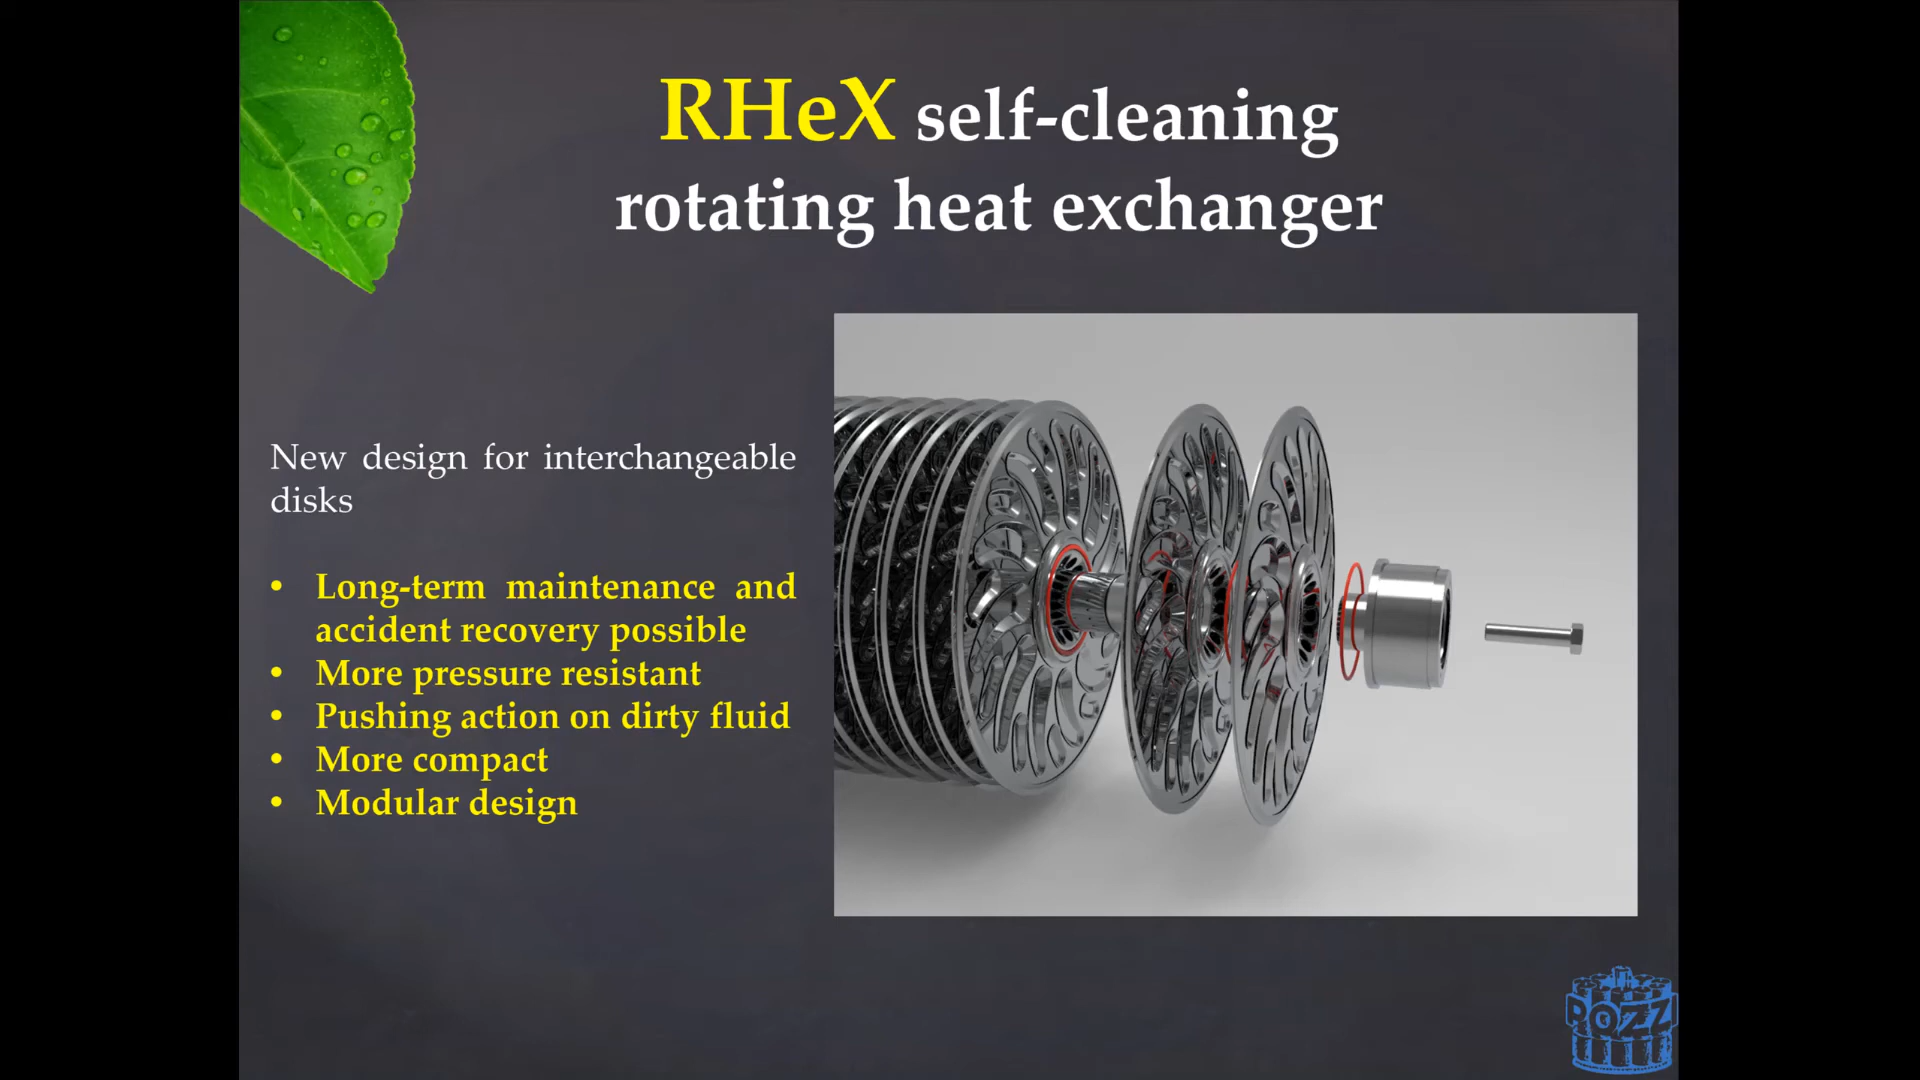 RHeX self-cleaning
rotating heat exchanger
New design for interchangeable
disks
• Long-term maintenance and
accident recovery possible
• More pressure resistant
• Pushing action on dirty fluid
• More compact
• Modular design
POZZI